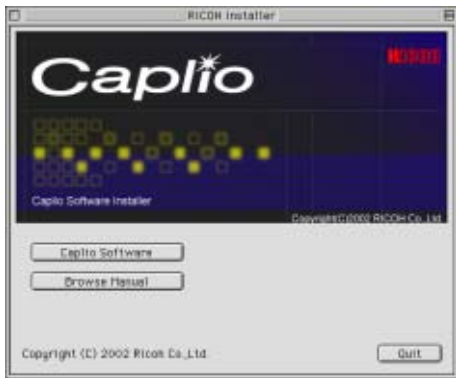 RICOH Installer
Caplio
RICOH
Caplio Software Installer
Copyright(C)2002 RICOH Co.,Ltd.
Caplio Software
Browse Manual
Copyright (C) 2002 Ricoh Co.,Ltd.
Quit